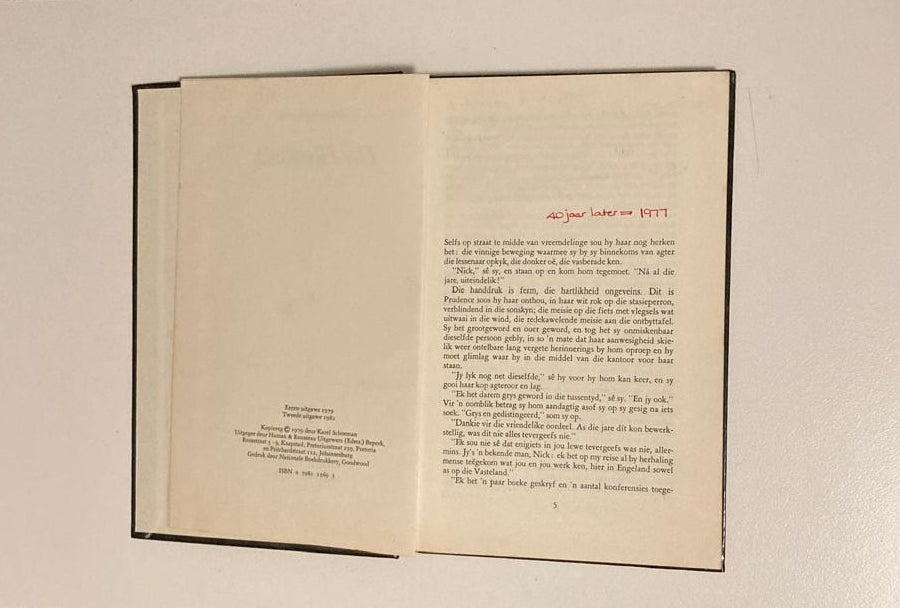 Eerste uitgawe 1979
Tweede uitgawe 1982
Kopiereg © 1979 deur Karel Schoeman
Uitgegee deur Human & Rousseau Uitgewers (Edms.) Beperk,
Roosstraat 3–9, Kaapstad; Pretoriusstraat 239, Pretoria
en Pritchardstraat 112, Johannesburg
Gedruk deur Nationale Boekdrukkery, Goodwood
ISBN 0 7981
40 jaar later = 1977
Selfs op straat te midde van vreemdelinge sou hy haar nog herken
het: die vinnige beweging waarmee sy by sy binnekoms van agter
die lessenaar opkyk, die donker oë, die vasberade ken.
"Nick," sê sy, en staan op en kom hom tegemoet. "Ná al die
jare, uiteindelik!"
Die handdruk is ferm, die hartlikheid ongeveins. Dit is
Prudence soos hy haar onthou, in haar wit rok op die stasieperron,
verblindend in die sonskyn; die meisie op die fiets met vlegsels wat
uitwaai in die wind, die redekawelende meisie aan die ontbyttafel.
Sy het grootgeword en ouer geword, en tog het sy onmiskenbaar
dieselfde persoon gebly, in so 'n mate dat haar aanwesigheid skie-
lik weer ontelbare lang vergete herinnerings by hom oproep en hy
moet glimlag waar hy in die middel van die kantoor voor haar
staan.
"Jy lyk nog net dieselfde," sê hy voor hy hom kan keer, en sy
gooi haar kop agteroor en lag.
"Ek het darem grys geword in die tussentyd," sê sy. "En jy ook."
Vir 'n oomblik betrag sy hom aandagtig asof sy op sy gesig na iets
soek. "Grys en gedistingeerd," som sy op.
"Dankie vir die vriendelike oordeel. As die jare dít kon bewerk-
stellig, was dit nie alles tevergeefs nie."
"Ek sou nie sê dat enigiets in jou lewe tevergeefs was nie, aller-
mins. Jy's 'n bekende man, Nick: ek het op my reise al by herhaling
mense teëgekom wat jou en jou werk ken, hier in Engeland sowel
as op die Vasteland."
"Ek het 'n paar boeke geskryf en 'n aantal konferensies toege-
5